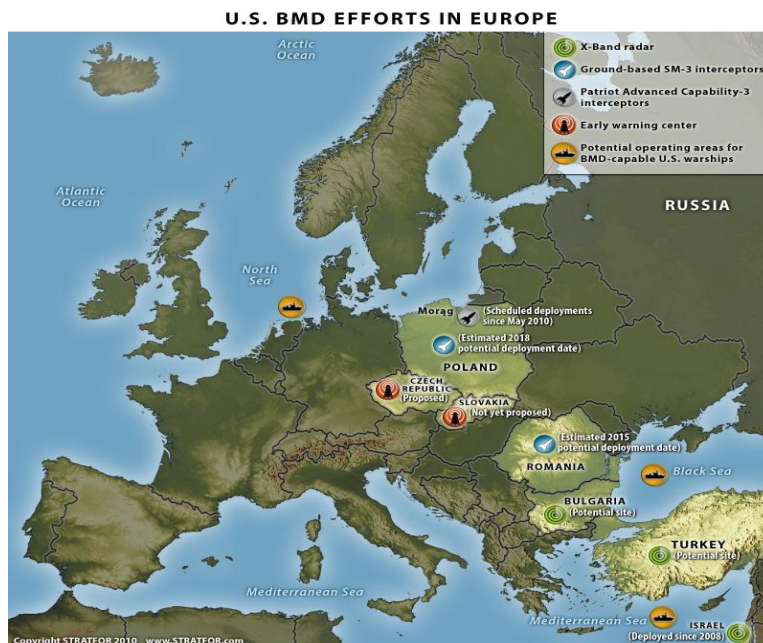 U.S. BMD EFFORTS IN EUROPE
Arctic
Ocean
X-Band radar
Ground-based SM-3 interceptors
Patriot Advanced Capability-3
interceptors
Early warning center
Potential operating areas for
BMD-capable U.S. warships
Atlantic
Ocean
RUSSIA
North
Sea
Morąg
(Scheduled deployments
since May 2010)
(Estimated 2018
potential deployment date)
POLAND
CZECH
REPUBLIC
(Proposed)
SLOVAKIA
(Not yet proposed)
(Estimated 2015
potential deployment date)
ROMANIA
Black Sea
BULGARIA
(Potential site)
TURKEY
(Potential site)
Mediterranean Sea
Mediterranean Sea
ISRAEL
(Deployed since 2008)
Copyright STRATFOR 2010 www.STRATFOR.com